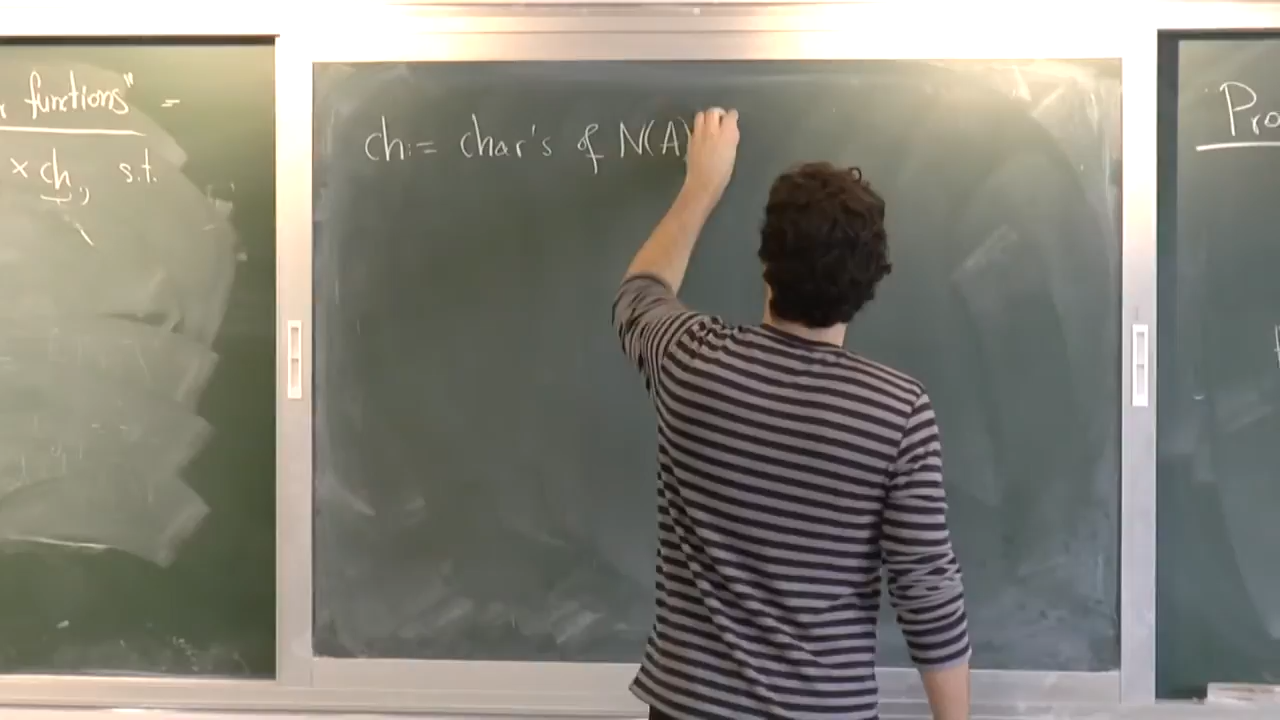 functions" =
× ch, s.t.
ch := char's of N(A)
Pro